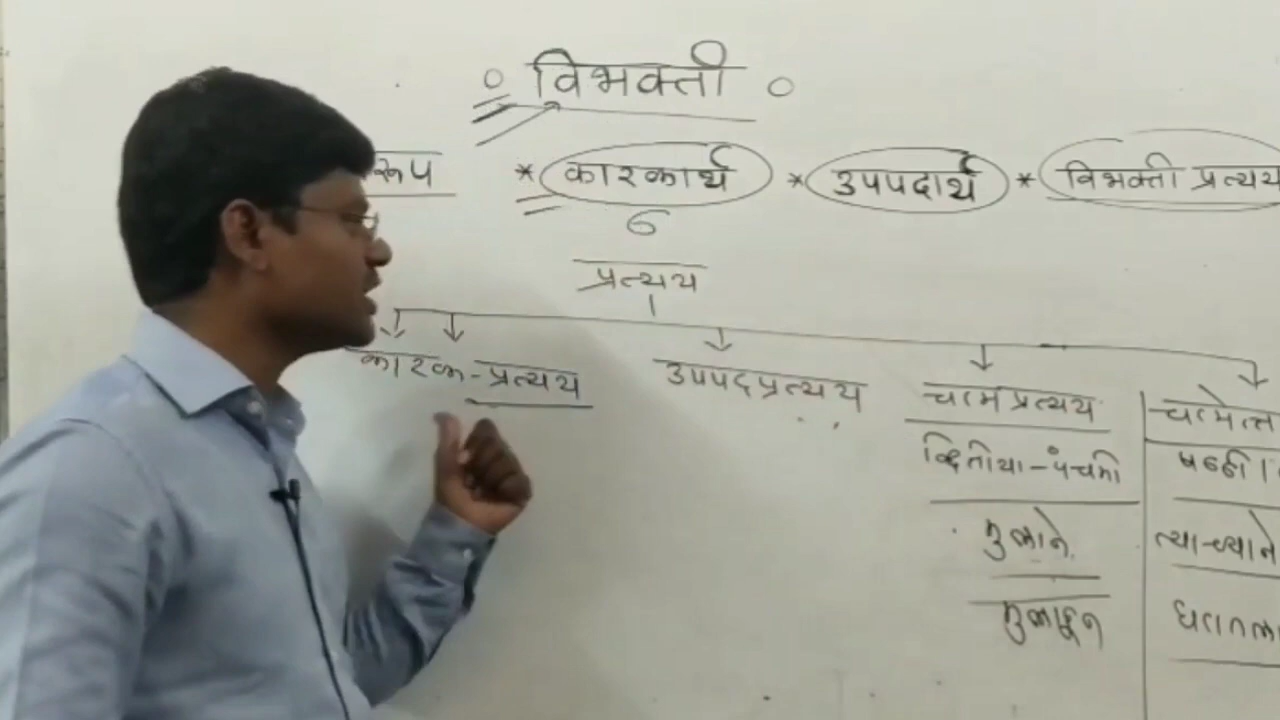 विभक्ती
रूप * कारकार्थ * उपपदार्थ * विभक्ती प्रत्यय
6
प्रत्यय
कारक-प्रत्यय उपपदप्रत्यय चरमप्रत्यय
द्वितीया-पंचमी षष्ठी
मुलाने त्या-च्याने
मुलाहून